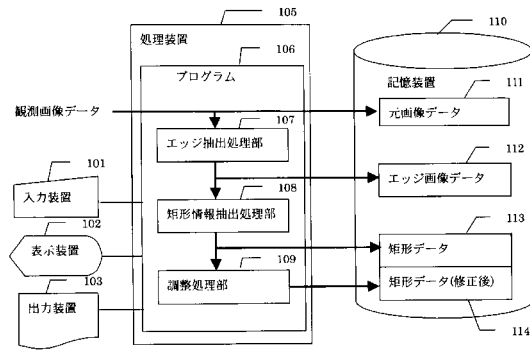 105
処理装置
106
プログラム
110
記憶装置
111
観測画像データ
元画像データ
107
エッジ抽出処理部
112
エッジ画像データ
101
入力装置
108
矩形情報抽出処理部
102
表示装置
113
矩形データ
109
調整処理部
矩形データ(修正後)
103
出力装置
114